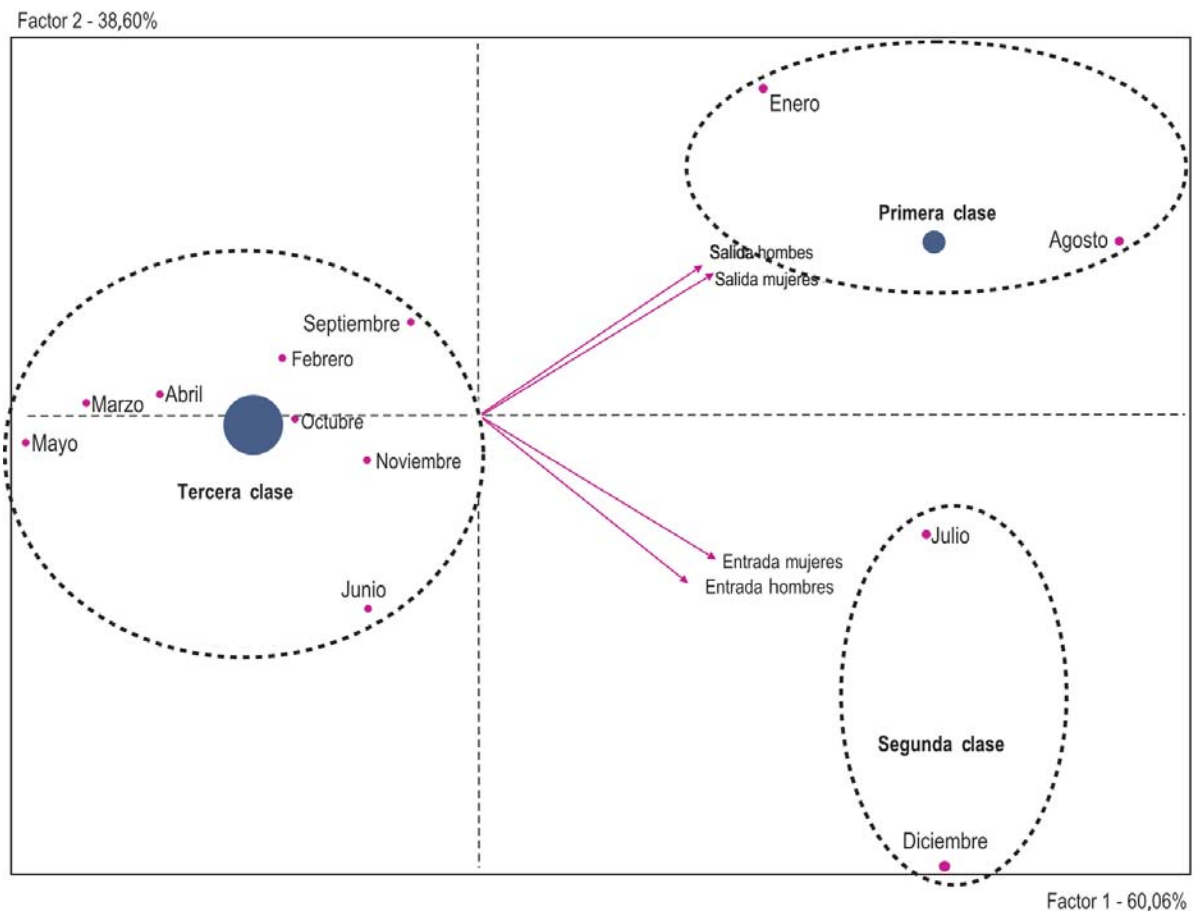 Factor 2 - 38,60%
Enero
Primera clase
Agosto
Salida hombes
Salida mujeres
Septiembre
Febrero
Abril
Marzo
Octubre
Mayo
Noviembre
Tercera clase
Julio
Entrada mujeres
Entrada hombres
Junio
Segunda clase
Diciembre
Factor 1 - 60,06%